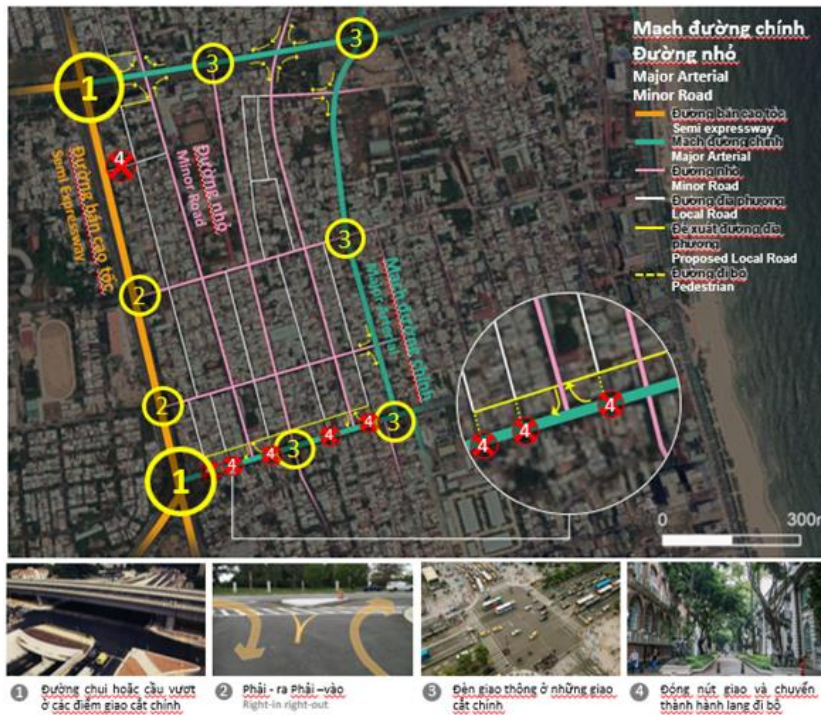 Mạch đường chính
Đường nhỏ
Major Arterial
Minor Road
Đường bán cao tốc
Semi expressway
Mạch đường chính
Major Arterial
Đường nhỏ
Minor Road
Đường địa phương
Local Road
Đề xuất đường địa
phương
Proposed Local Road
Đường đi bộ
Pedestrian
1
3
3
4
Đường nhỏ
Minor Road
Đường bán cao tốc
Semi Expressway
2
3
Mạch đường chính
Major Arterial
2
4
3
4
4
4
3
1
4
4
4
0
300m
1
Đường chui hoặc cầu vượt
ở các điểm giao cắt chính
2
Phải - ra Phải –vào
Right-in right-out
3
Đèn giao thông ở những giao
cắt chính
4
Đóng nút giao và chuyển
thành hành lang đi bộ